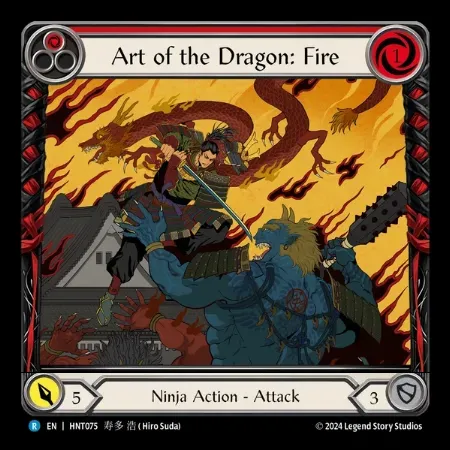 Art of the Dragon: Fire
1
5
Ninja Action - Attack
3
R EN | HNT075 寿多 浩 (Hiro Suda)
© 2024 Legend Story Studios